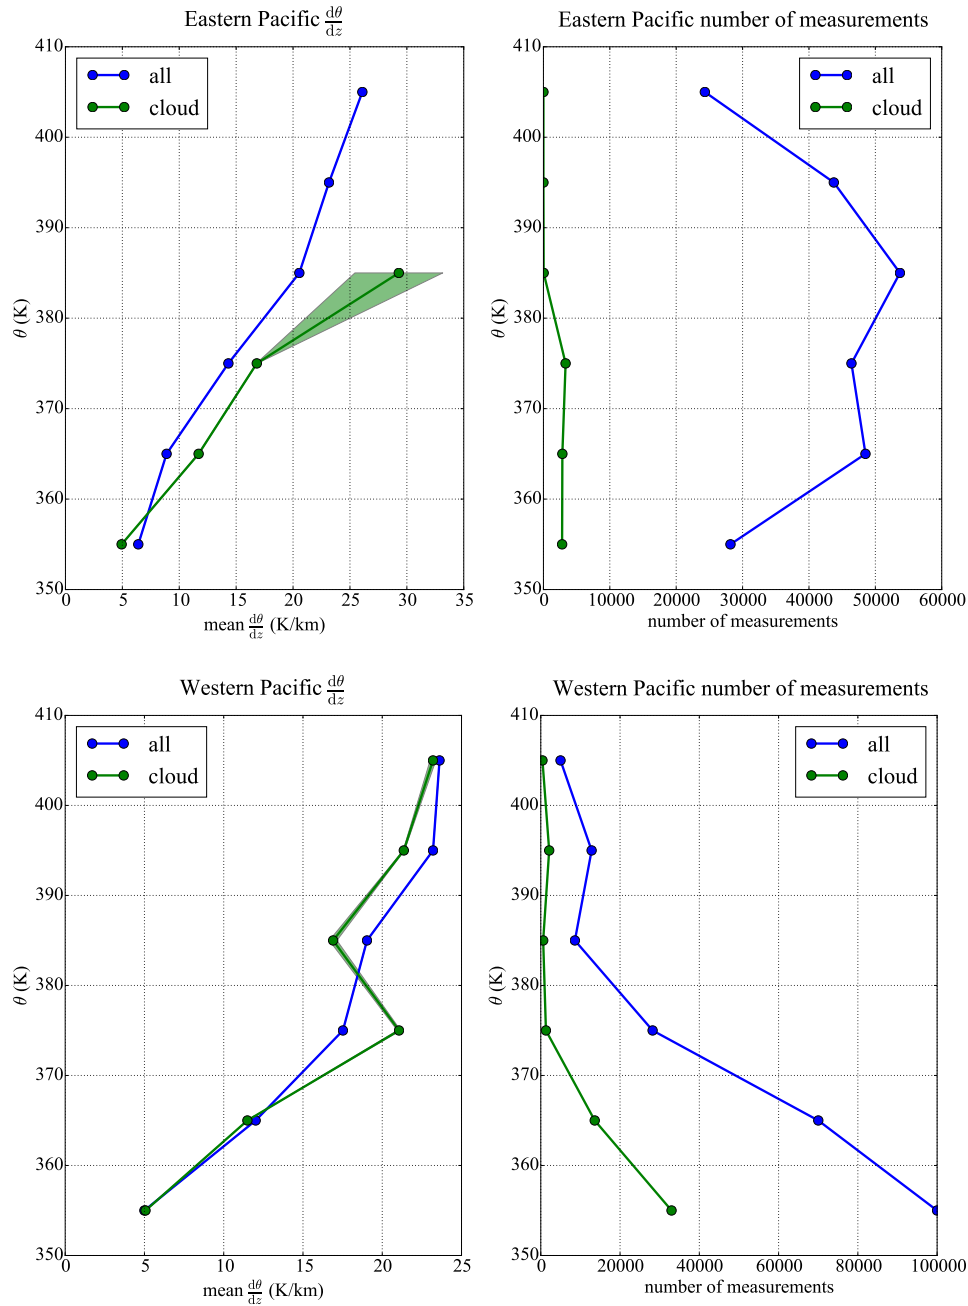 Eastern Pacific dθ/dz
all
cloud
410
400
390
380
370
360
350
θ (K)
0 5 10 15 20 25 30 35
mean dθ/dz (K/km)
Eastern Pacific number of measurements
all
cloud
410
400
390
380
370
360
350
θ (K)
0 10000 20000 30000 40000 50000 60000
number of measurements
Western Pacific dθ/dz
all
cloud
410
400
390
380
370
360
350
θ (K)
0 5 10 15 20 25
mean dθ/dz (K/km)
Western Pacific number of measurements
all
cloud
410
400
390
380
370
360
350
θ (K)
0 20000 40000 60000 80000 100000
number of measurements